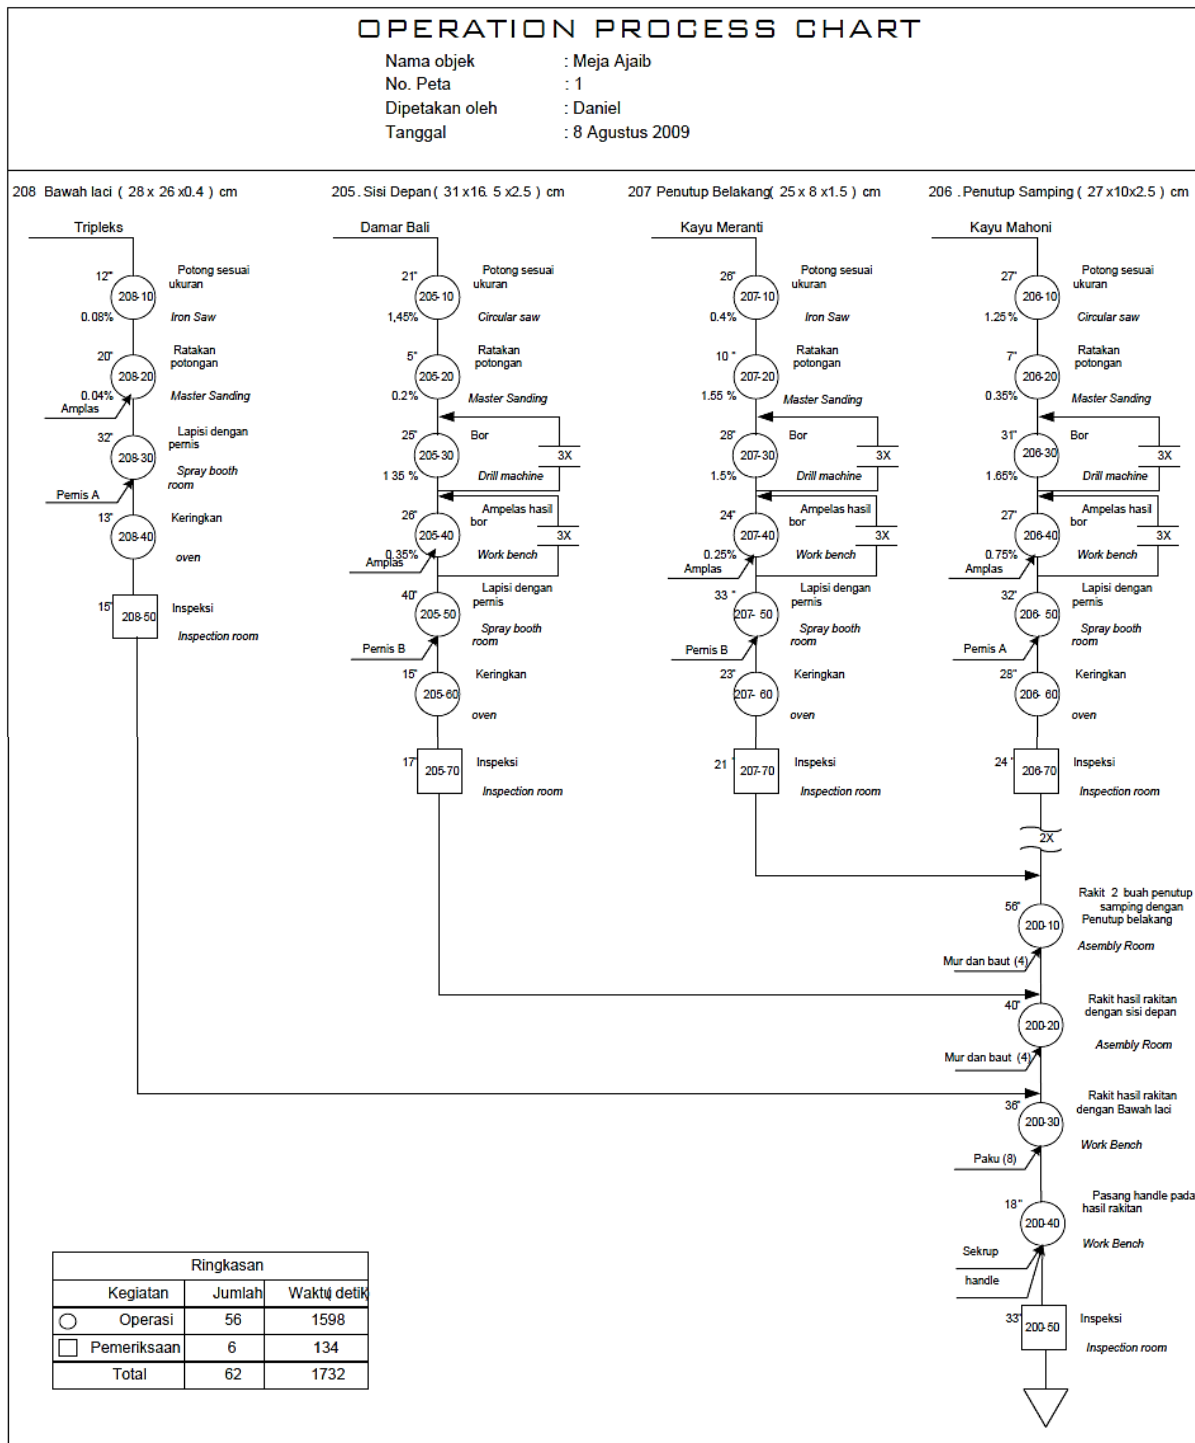 OPERATION PROCESS CHART
Nama objek : Meja Ajaib
No. Peta : 1
Dipetakan oleh : Daniel
Tanggal : 8 Agustus 2009
208 Bawah laci ( 28 x 26 x0.4 ) cm
Tripleks
12"
Potong sesuai
ukuran
208-10
0.08%
Iron Saw
20"
Ratakan
potongan
208-20
0.04%
Master Sanding
Amplas
32"
Lapisi dengan
pernis
208-30
Spray booth
room
Pernis A
13"
Keringkan
208-40
oven
15"
Inspeksi
208-50
Inspection room
205. Sisi Depan ( 31 x16. 5 x2.5 ) cm
Damar Bali
21"
Potong sesuai
ukuran
205-10
1,45%
Circular saw
5"
Ratakan
potongan
205-20
0.2%
Master Sanding
25"
Bor
205-30
3X
1 35 %
Drill machine
26"
Ampelas hasil
bor
205-40
3X
0.35%
Work bench
Amplas
40"
Lapisi dengan
pernis
205-50
Spray booth
room
Pernis B
15"
Keringkan
205-60
oven
17"
Inspeksi
205-70
Inspection room
207 Penutup Belakang( 25 x 8 x1.5 ) cm
Kayu Meranti
26"
Potong sesuai
ukuran
207-10
0.4%
Iron Saw
10 "
Ratakan
potongan
207-20
1.55 %
Master Sanding
28"
Bor
207-30
3X
1.5%
Drill machine
24"
Ampelas hasil
bor
207-40
3X
0.25%
Work bench
Amplas
33 "
Lapisi dengan
pernis
207- 50
Spray booth
room
Pernis B
23"
Keringkan
207- 60
oven
21 "
Inspeksi
207-70
Inspection room
206 . Penutup Samping ( 27 x10x2.5 ) cm
Kayu Mahoni
27"
Potong sesuai
ukuran
206-10
1.25 %
Circular saw
7"
Ratakan
potongan
206-20
0.35%
Master Sanding
31"
Bor
206-30
3X
1.65%
Drill machine
27"
Ampelas hasil
bor
206-40
3X
0.75%
Work bench
Amplas
32"
Lapisi dengan
pernis
206- 50
Spray booth
room
Pernis A
28"
Keringkan
206- 60
oven
24 "
Inspeksi
206-70
Inspection room
2X
Rakit 2 buah penutup
samping dengan
Penutup belakang
56"
200-10
Asembly Room
Mur dan baut (4)
Rakit hasil rakitan
dengan sisi depan
40"
200-20
Asembly Room
Mur dan baut (4)
Rakit hasil rakitan
dengan Bawah laci
36"
200-30
Work Bench
Paku (8)
Pasang handle pada
hasil rakitan
18"
200-40
Work Bench
Sekrup
handle
33"
Inspeksi
200-50
Inspection room
Ringkasan
Kegiatan Jumlah Waktu( detik)
Operasi 56 1598
Pemeriksaan 6 134
Total 62 1732